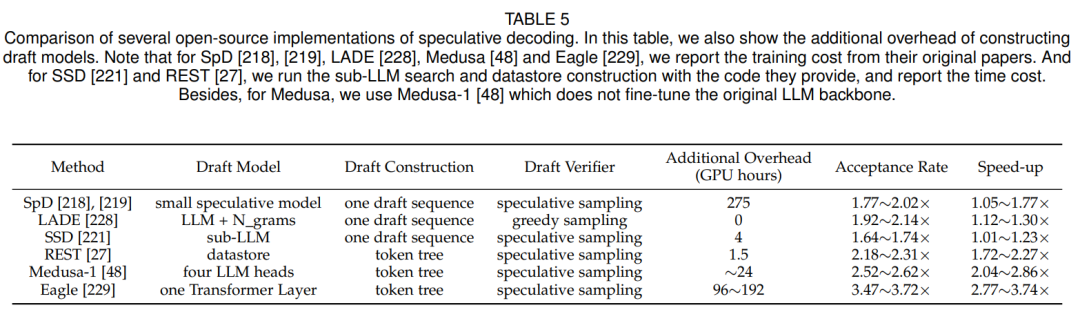 TABLE 5
Comparison of several open-source implementations of speculative decoding. In this table, we also show the additional overhead of constructing
draft models. Note that for SpD [218], [219], LADE [228], Medusa [48] and Eagle [229], we report the training cost from their original papers. And
for SSD [221] and REST [27], we run the sub-LLM search and datastore construction with the code they provide, and report the time cost.
Besides, for Medusa, we use Medusa-1 [48] which does not fine-tune the original LLM backbone.
Method Draft Model Draft Construction Draft Verifier Additional Overhead (GPU hours) Acceptance Rate Speed-up
SpD [218], [219] small speculative model one draft sequence speculative sampling 275 1.77∼2.02× 1.05∼1.77×
LADE [228] LLM + N_grams one draft sequence greedy sampling 0 1.92∼2.14× 1.12∼1.30×
SSD [221] sub-LLM one draft sequence speculative sampling 4 1.64∼1.74× 1.01∼1.23×
REST [27] datastore token tree speculative sampling 1.5 2.18∼2.31× 1.72∼2.27×
Medusa-1 [48] four LLM heads token tree speculative sampling ∼24 2.52∼2.62× 2.04∼2.86×
Eagle [229] one Transformer Layer token tree speculative sampling 96∼192 3.47∼3.72× 2.77∼3.74×